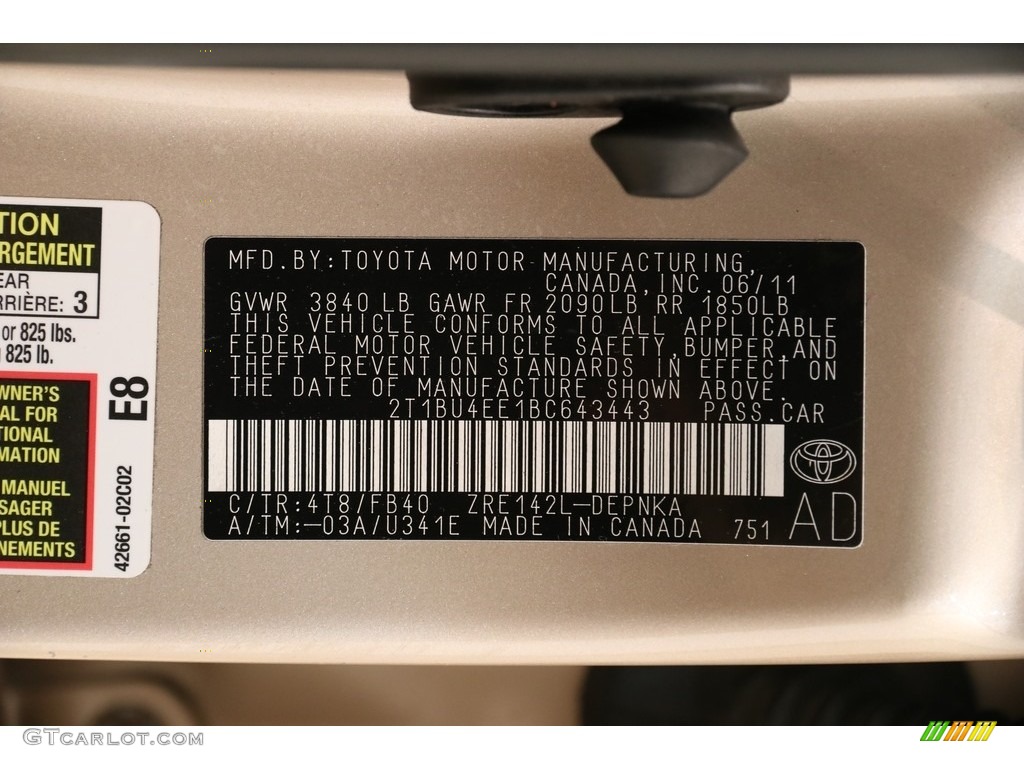 TION
RGEMENT
EAR
RRIÈRE: 3
or 825 lbs.
825 lb.
WNER'S
AL FOR
TIONAL
MATION
MANUEL
SAGER
PLUS DE
NEMENTS
E8
42661-02C02
MFD.BY:TOYOTA MOTOR MANUFACTURING,
CANADA,INC.06/11
GVWR 3840LB GAWR FR 2090LB RR 1850LB
THIS VEHICLE CONFORMS TO ALL APPLICABLE
FEDERAL MOTOR VEHICLE SAFETY,BUMPER,AND
THEFT PREVENTION STANDARDS IN EFFECT ON
THE DATE OF MANUFACTURE SHOWN ABOVE.
2T1BU4EE1BC643443 PASS.CAR
C/TR:4T8/FB40 ZRE142L-DEPNKA
A/TM:-03A/U341E MADE IN CANADA 751
AD
GTCarlot.com